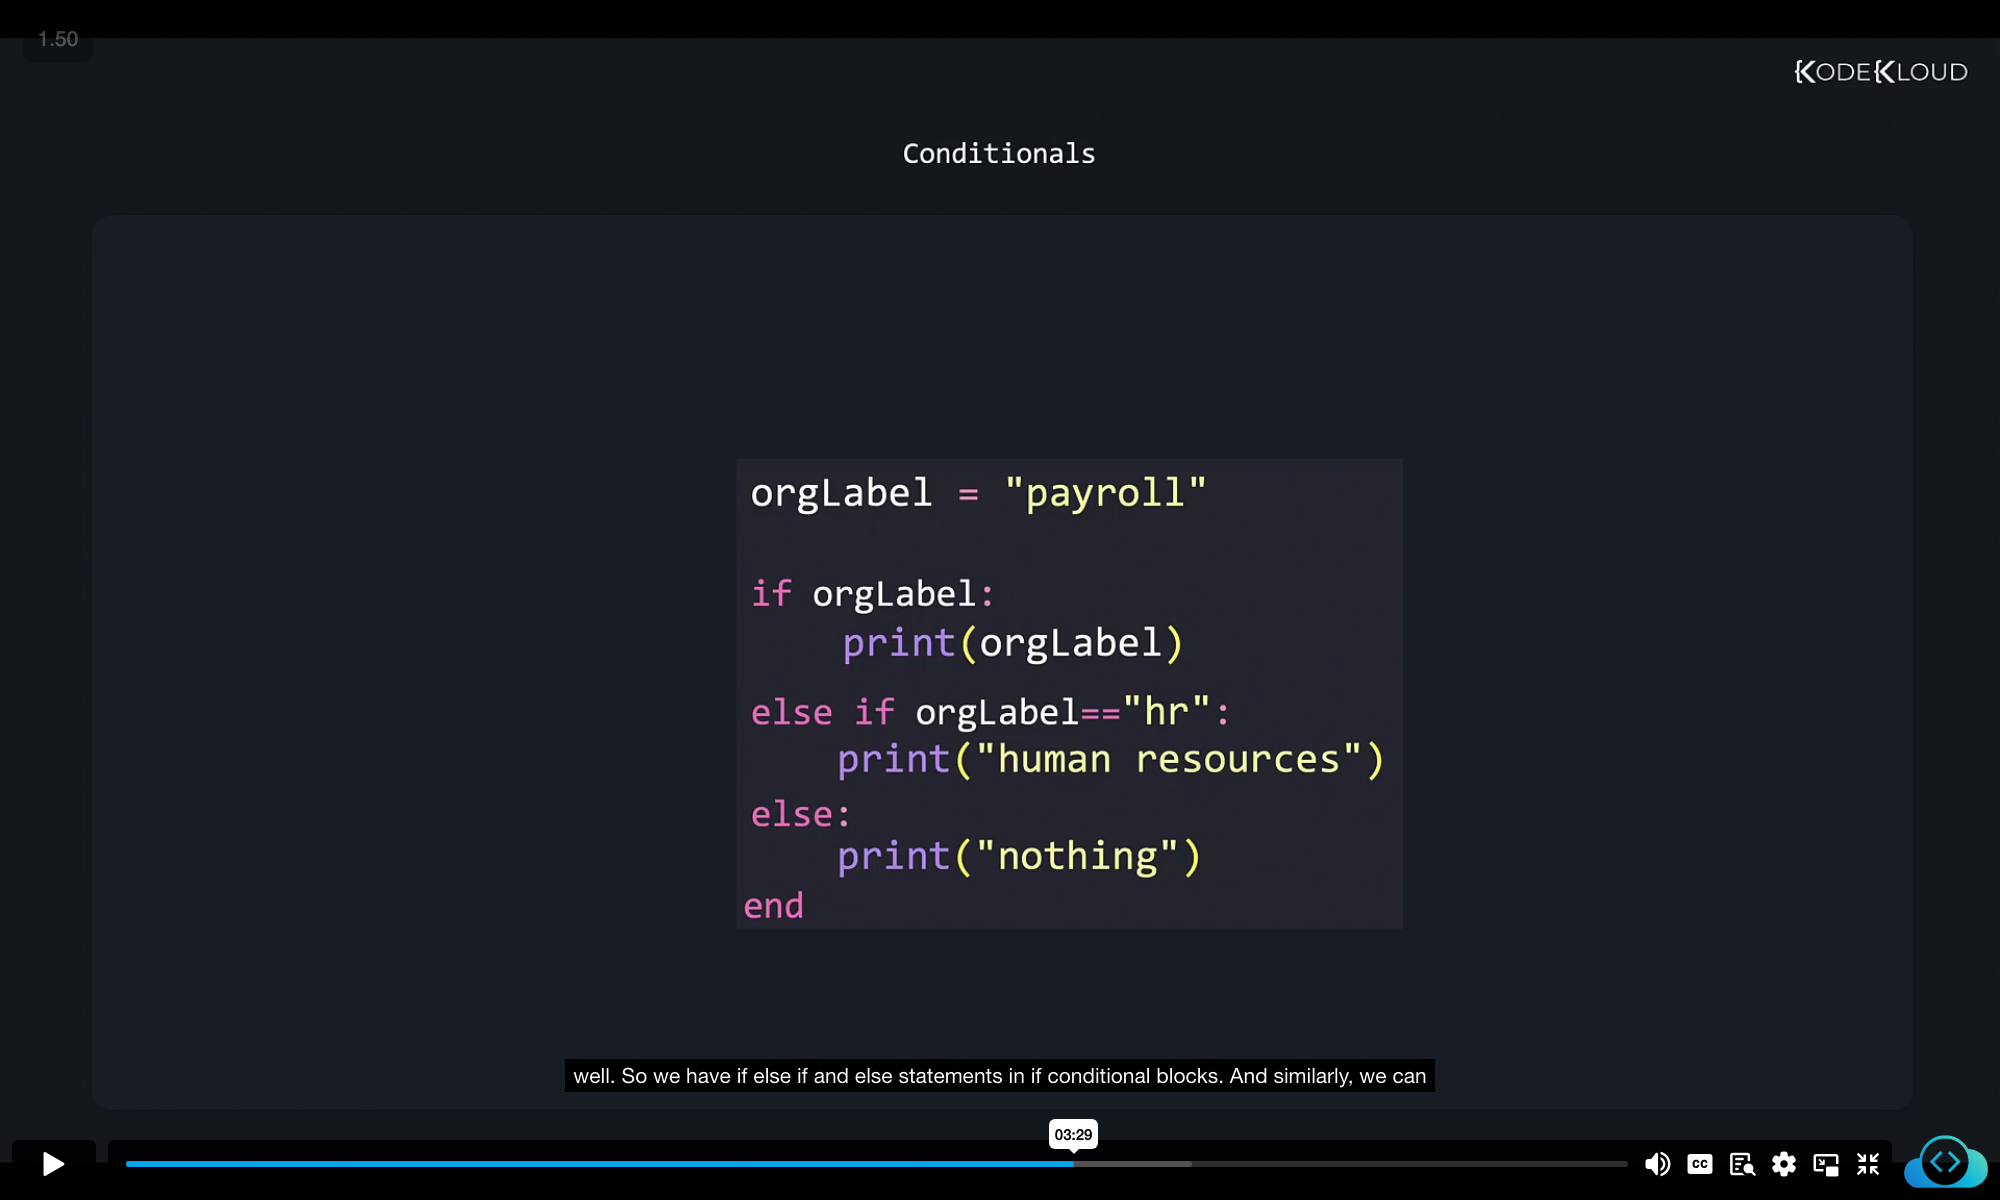 1.50
KODEKLOUD
Conditionals
orgLabel = "payroll"
if orgLabel:
print(orgLabel)
else if orgLabel=="hr":
print("human resources")
else:
print("nothing")
end
well. So we have if else if and else statements in if conditional blocks. And similarly, we can
03:29
CC